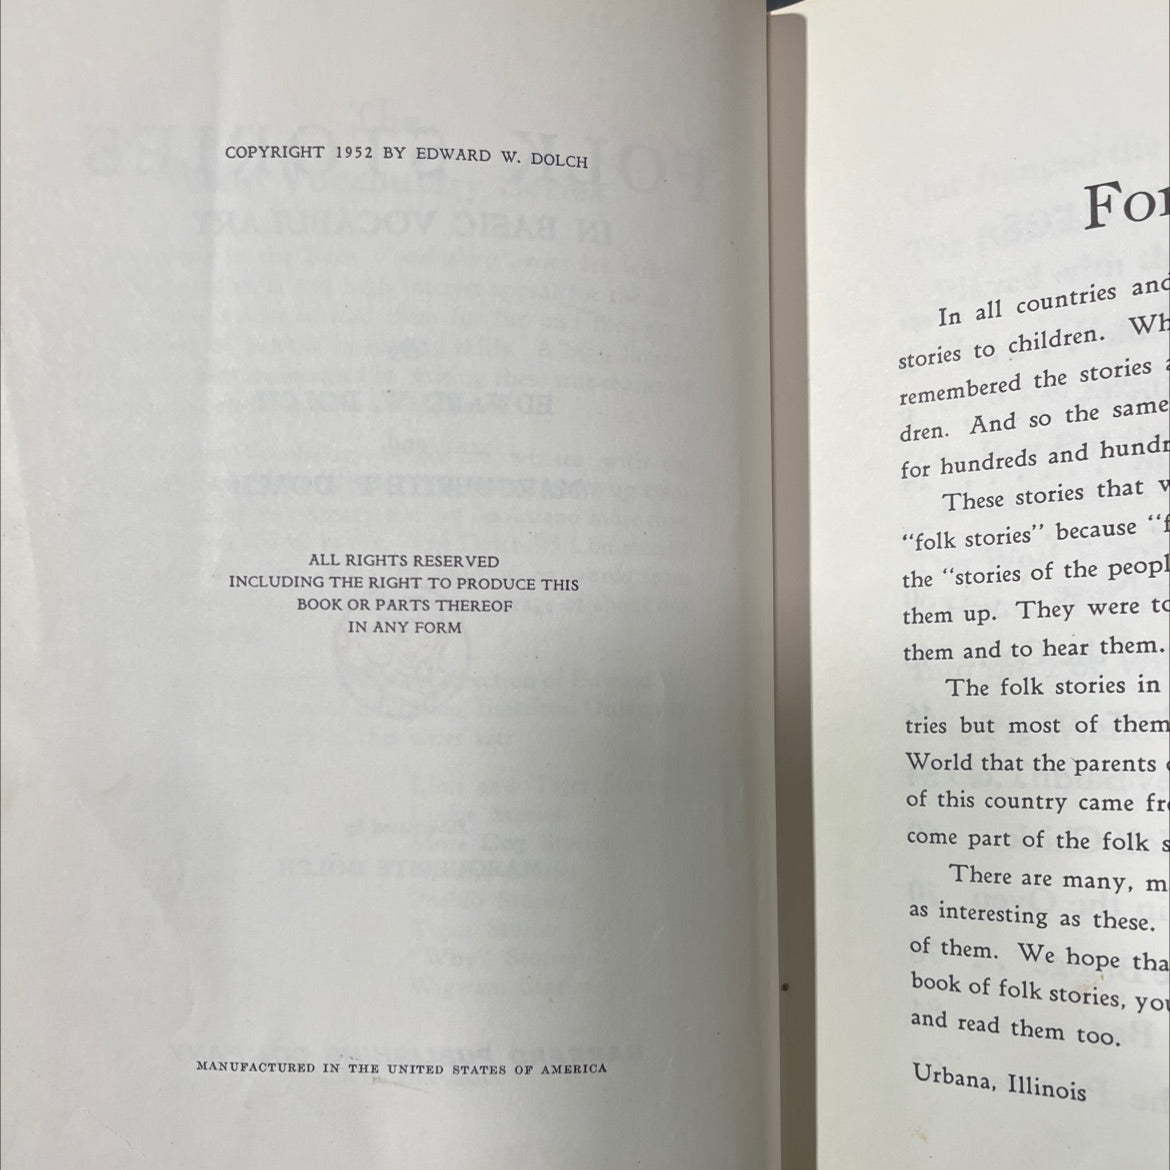 COPYRIGHT 1952 BY EDWARD W. DOLCH
ALL RIGHTS RESERVED
INCLUDING THE RIGHT TO PRODUCE THIS
BOOK OR PARTS THEREOF
IN ANY FORM
MANUFACTURED IN THE UNITED STATES OF AMERICA
For
In all countries and
stories to children. Wh
remembered the stories a
dren. And so the same
for hundreds and hundr
These stories that w
"folk stories" because "f
the "stories of the peopl
them up. They were to
them and to hear them.
The folk stories in
tries but most of them
World that the parents
of this country came fr
come part of the folk s
There are many, m
as interesting as these.
of them. We hope tha
book of folk stories, you
and read them too.
Urbana, Illinois